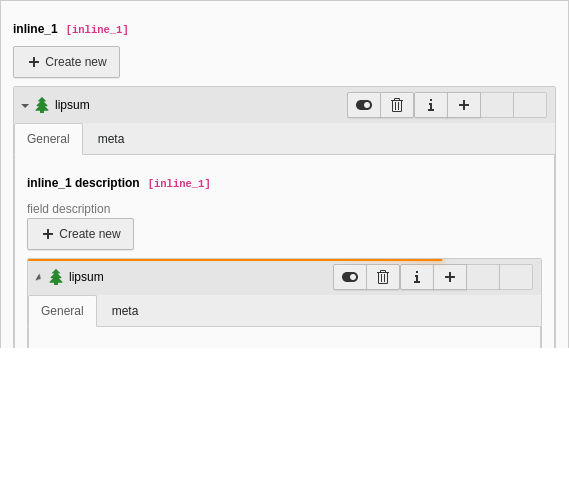 inline_1 [inline_1]
Create new
lipsum
General meta
inline_1 description [inline_1]
field description
Create new
lipsum
General meta